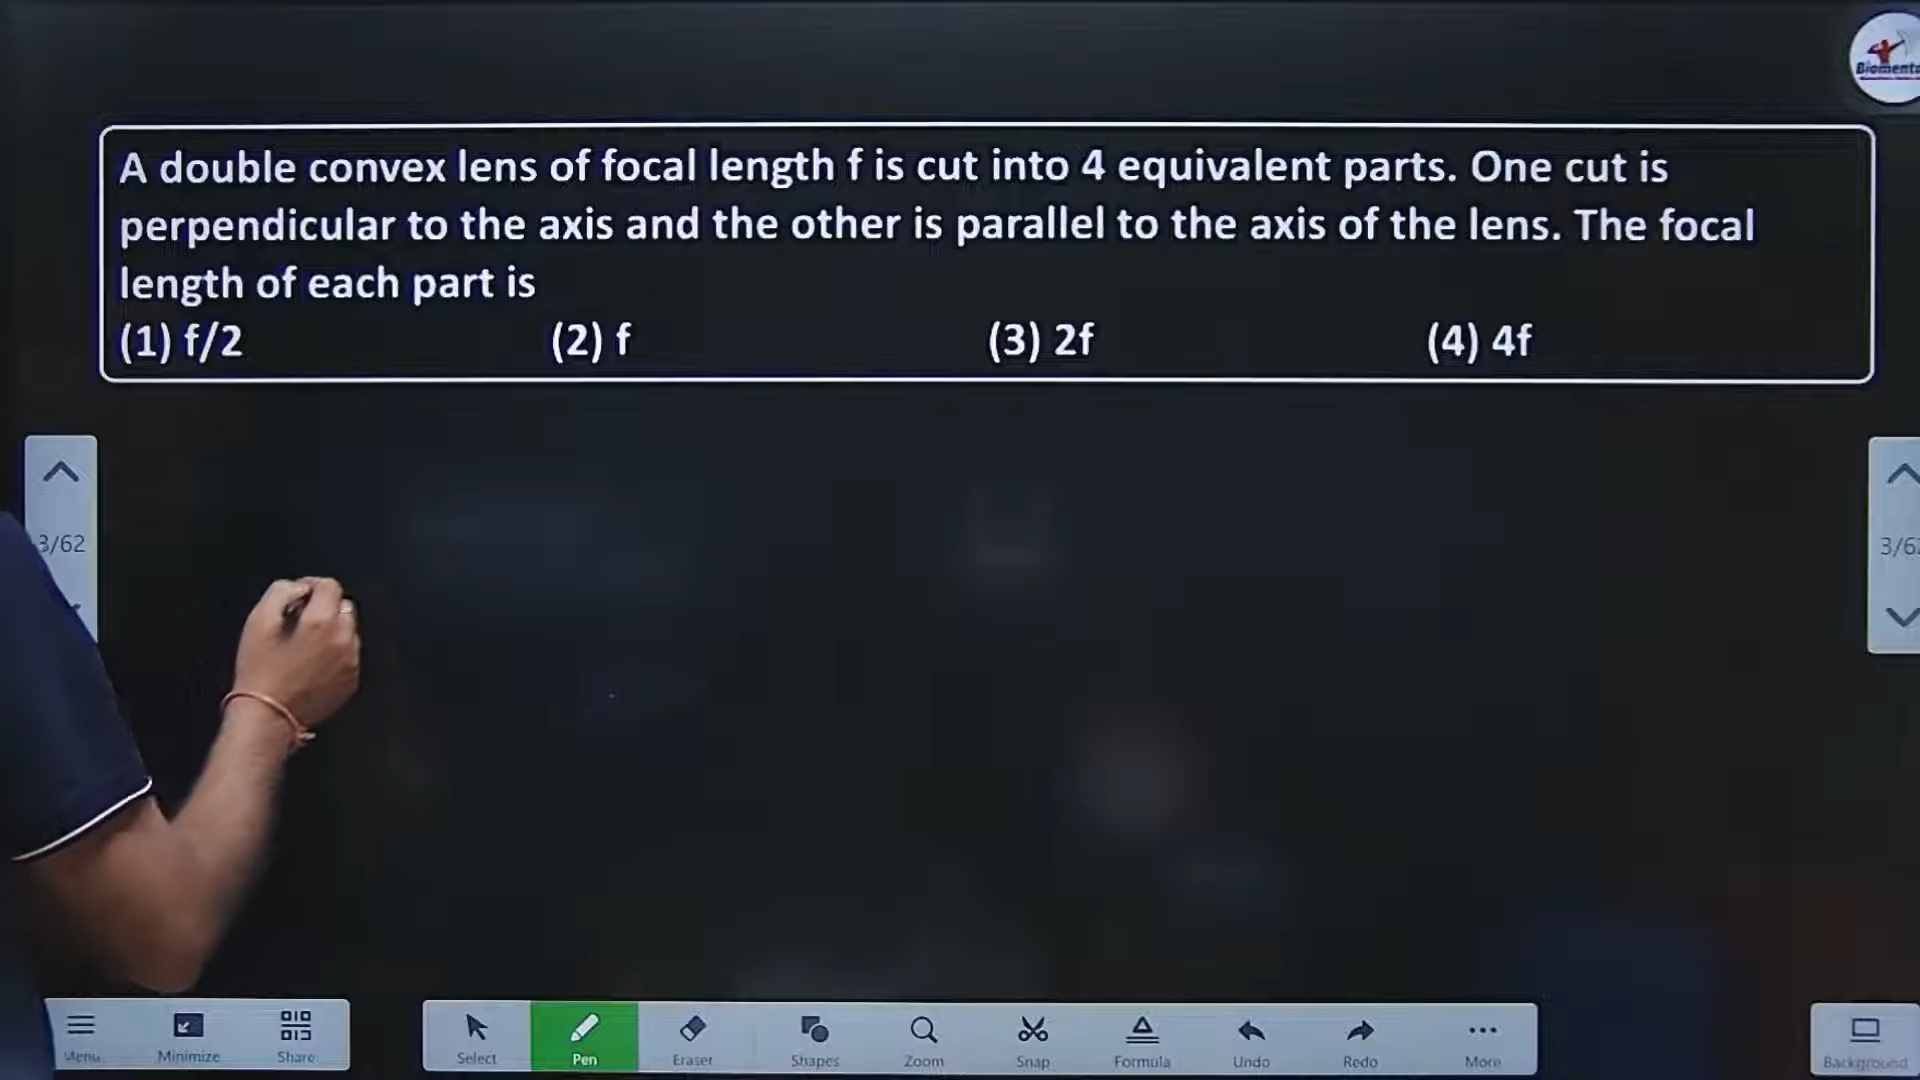 A double convex lens of focal length f is cut into 4 equivalent parts. One cut is
perpendicular to the axis and the other is parallel to the axis of the lens. The focal
length of each part is
(1) f/2 (2) f (3) 2f (4) 4f
3/62
Menu Minimize Share Select Pen Eraser Shapes Zoom Snap Formula Undo Redo More Background